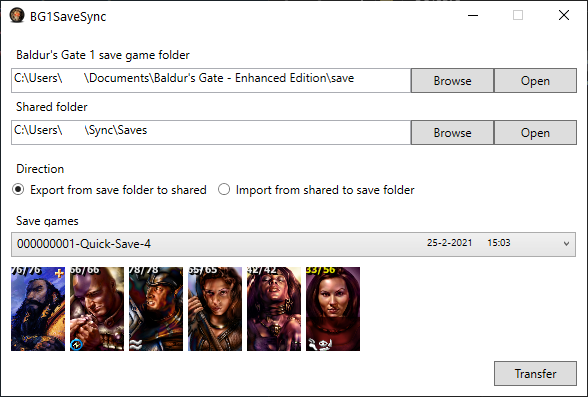 BG1SaveSync
Baldur's Gate 1 save game folder
C:\Users\ \Documents\Baldur's Gate - Enhanced Edition\save
Browse
Open
Shared folder
C:\Users\ \Sync\Saves
Browse
Open
Direction
Export from save folder to shared
Import from shared to save folder
Save games
000000001-Quick-Save-4 25-2-2021 15:03
76/76 66/66 78/78 65/65 42/42 33/56
Transfer